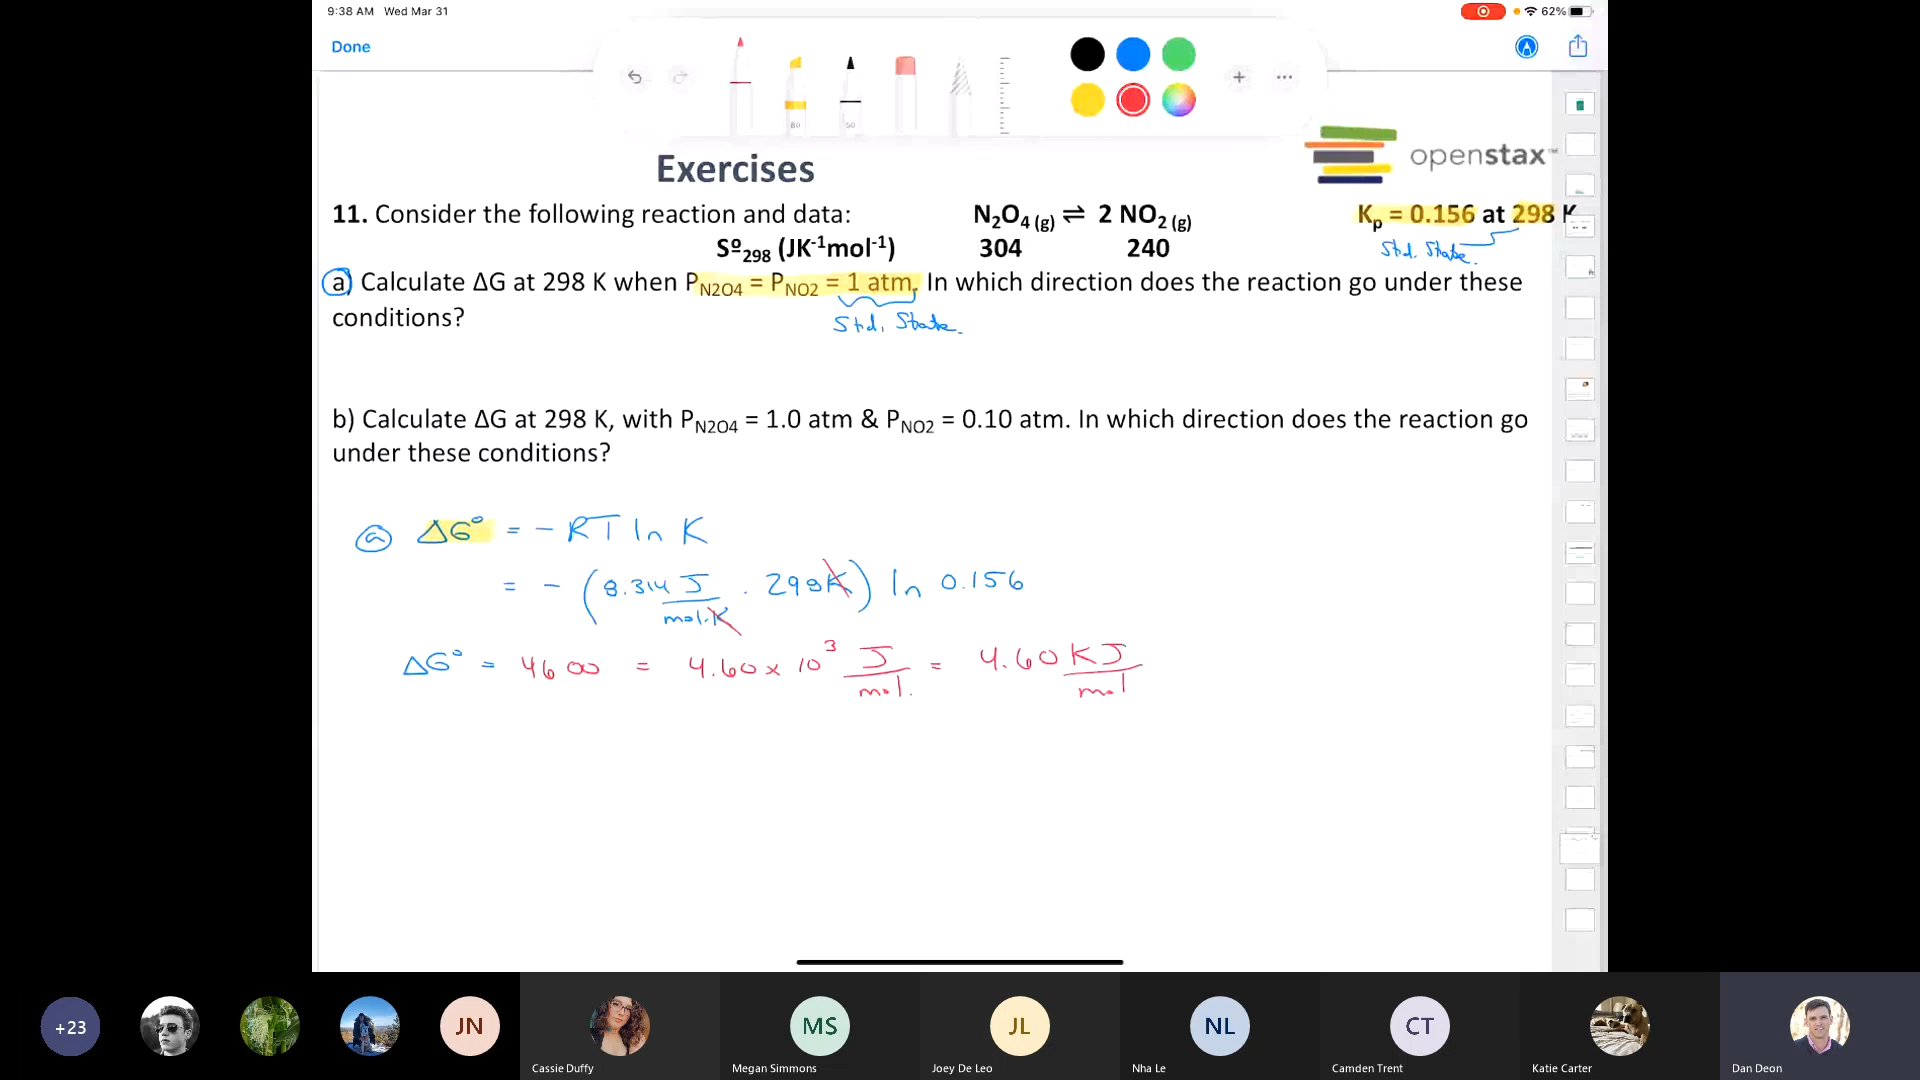 9:38 AM Wed Mar 31
62%
Done
80
50
Exercises
openstax™
11. Consider the following reaction and data: N2O4 (g) ⇌ 2 NO2 (g) Kp = 0.156 at 298 K
Sº298 (JK-1mol-1) 304 240
Std. State.
a) Calculate ΔG at 298 K when PN2O4 = PNO2 = 1 atm. In which direction does the reaction go under these
conditions?
Std. State.
b) Calculate ΔG at 298 K, with PN2O4 = 1.0 atm & PNO2 = 0.10 atm. In which direction does the reaction go
under these conditions?
a ΔG° = - RT ln K
= - (8.314 J/mol·K · 298K) ln 0.156
ΔG° = 4600 = 4.60 x 10³ J/mol. = 4.60 KJ/mol
+23
JN
MS
JL
NL
CT
Cassie Duffy
Megan Simmons
Joey De Leo
Nha Le
Camden Trent
Katie Carter
Dan Deon